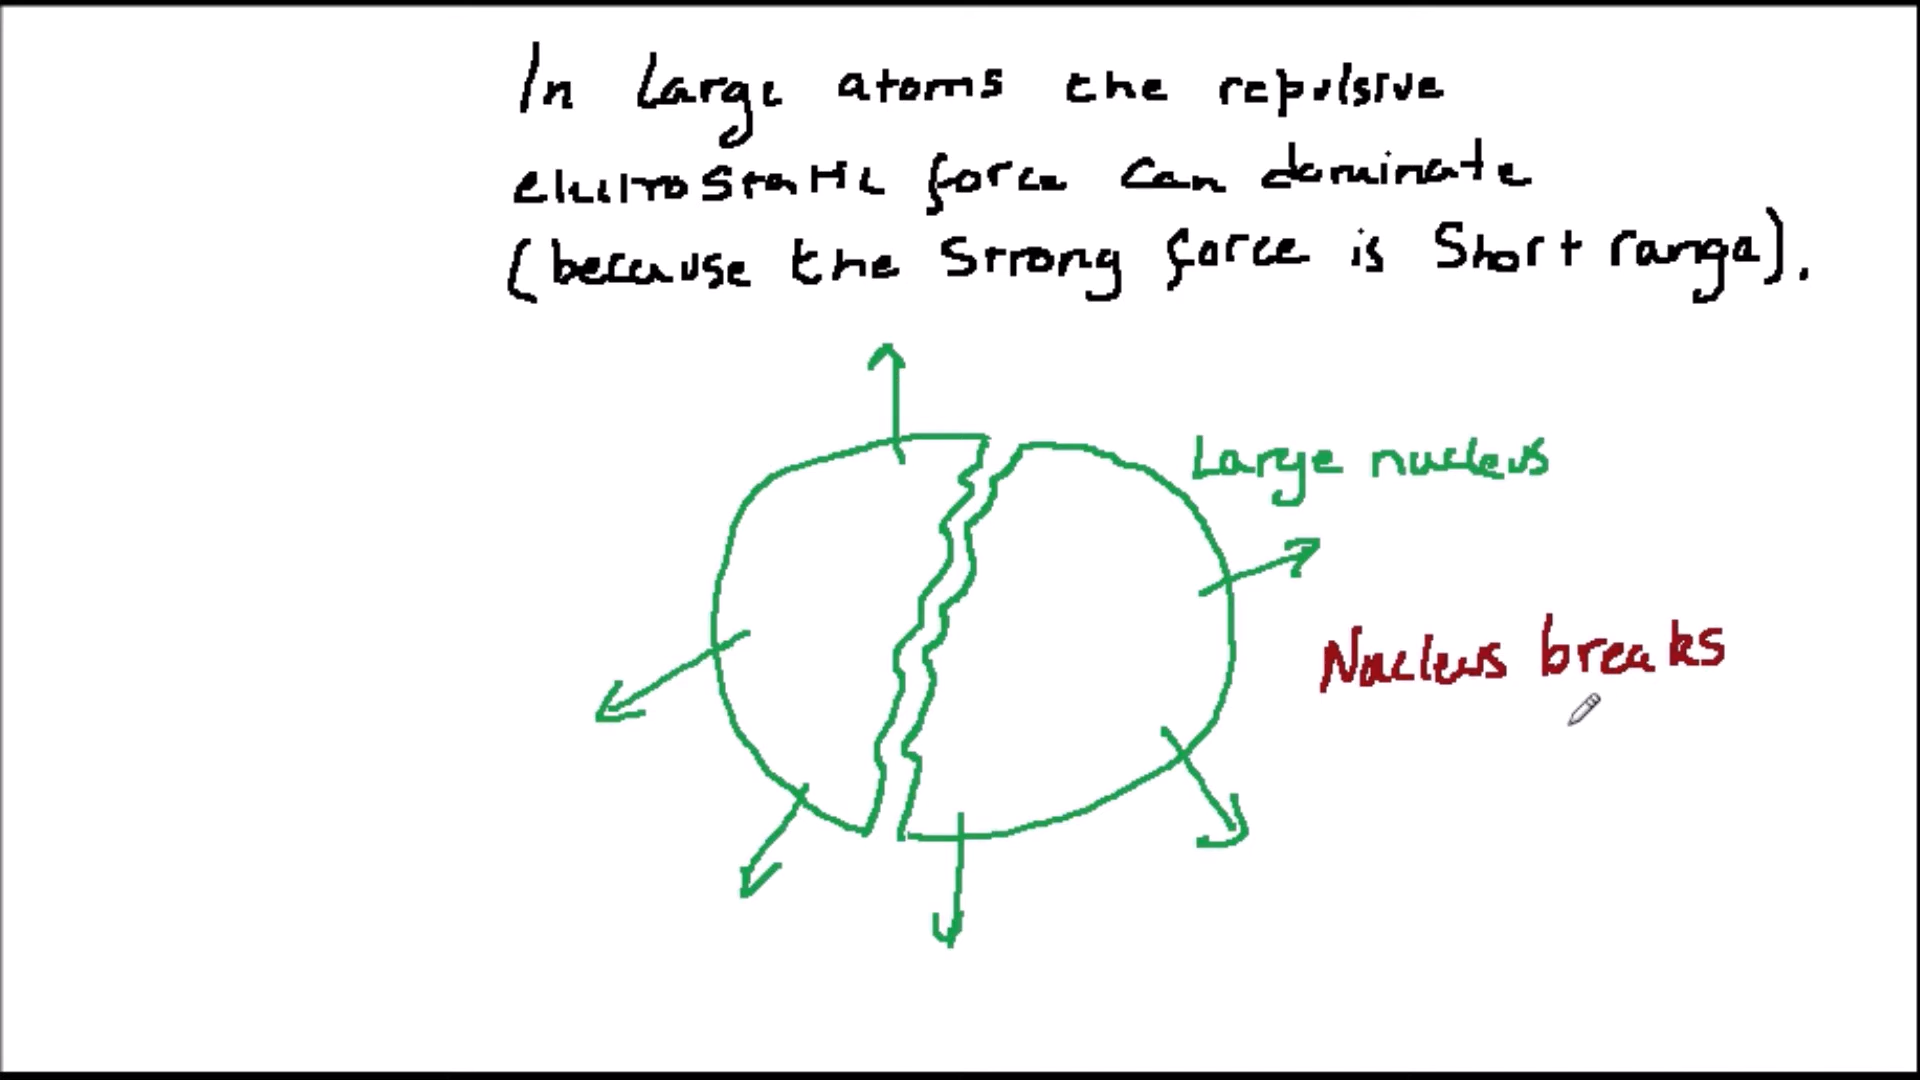 In large atoms the repulsive
electrostatic force can dominate
(because the strong force is short range).
Large nucleus
Nucleus breaks